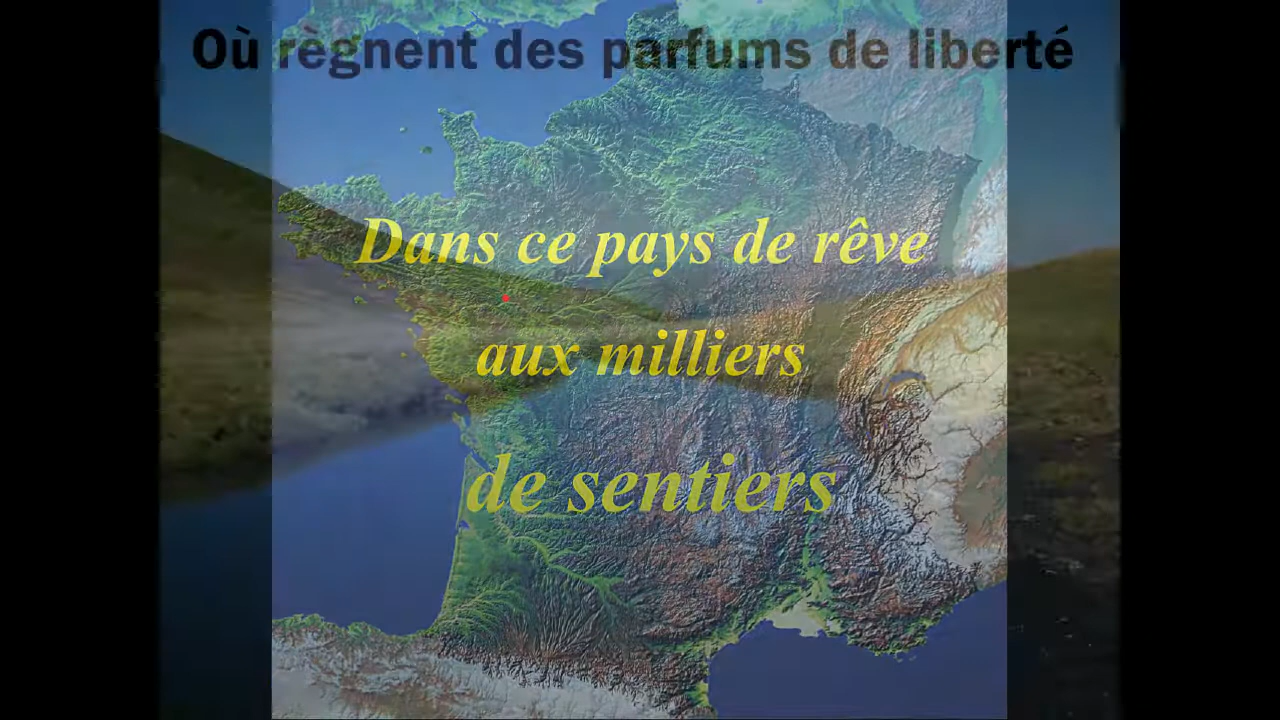 Où règnent des parfums de liberté
Dans ce pays de rêve
aux milliers
de sentiers